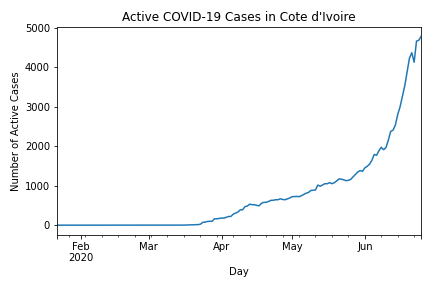 Active COVID-19 Cases in Cote d'Ivoire
5000
4000
3000
2000
1000
0
Number of Active Cases
Feb
2020
Mar
Apr
May
Jun
Day